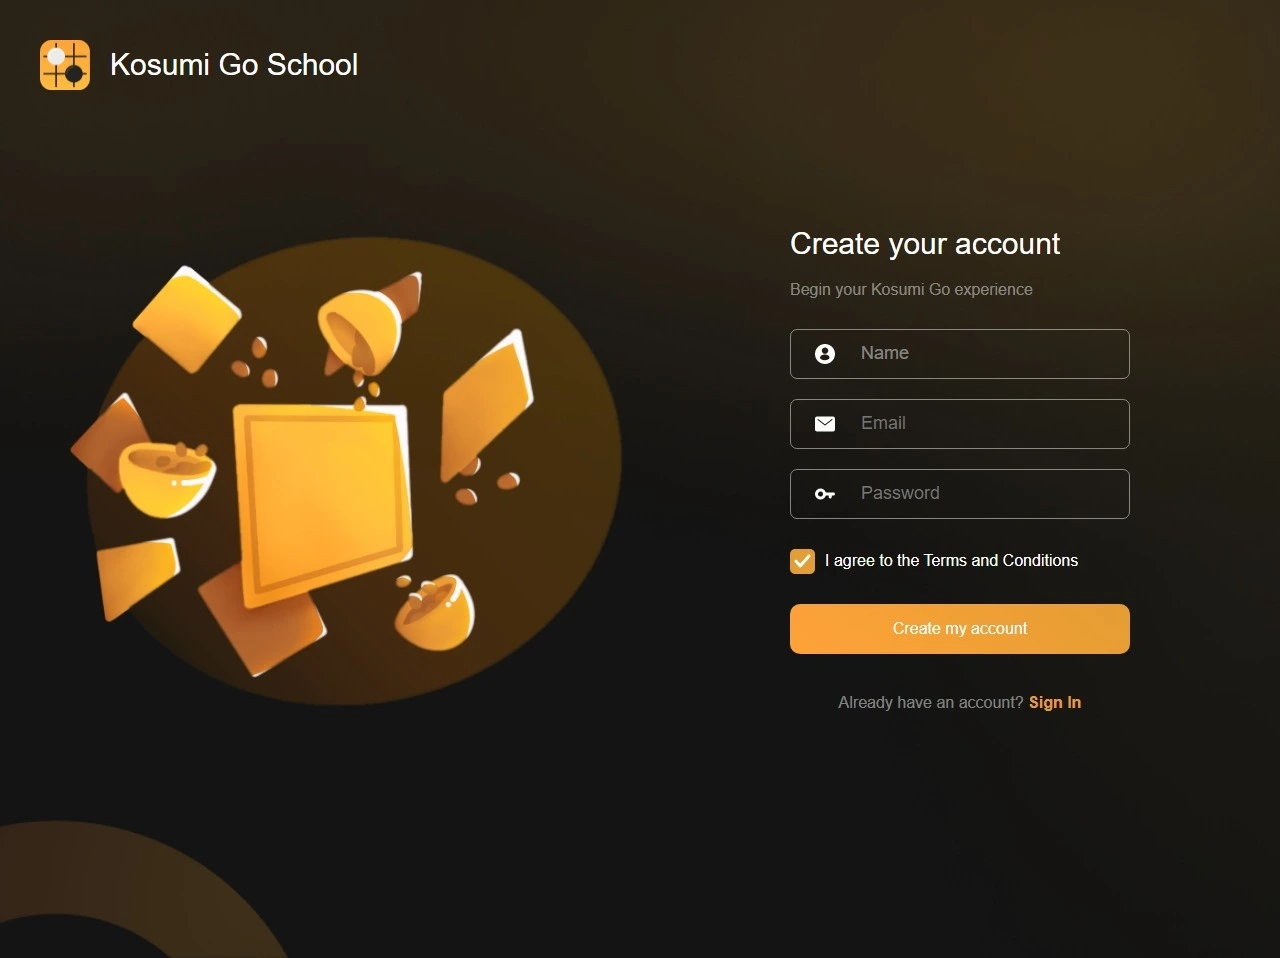 Kosumi Go School
Create your account
Begin your Kosumi Go experience
Name
Email
Password
I agree to the Terms and Conditions
Create my account
Already have an account? Sign In